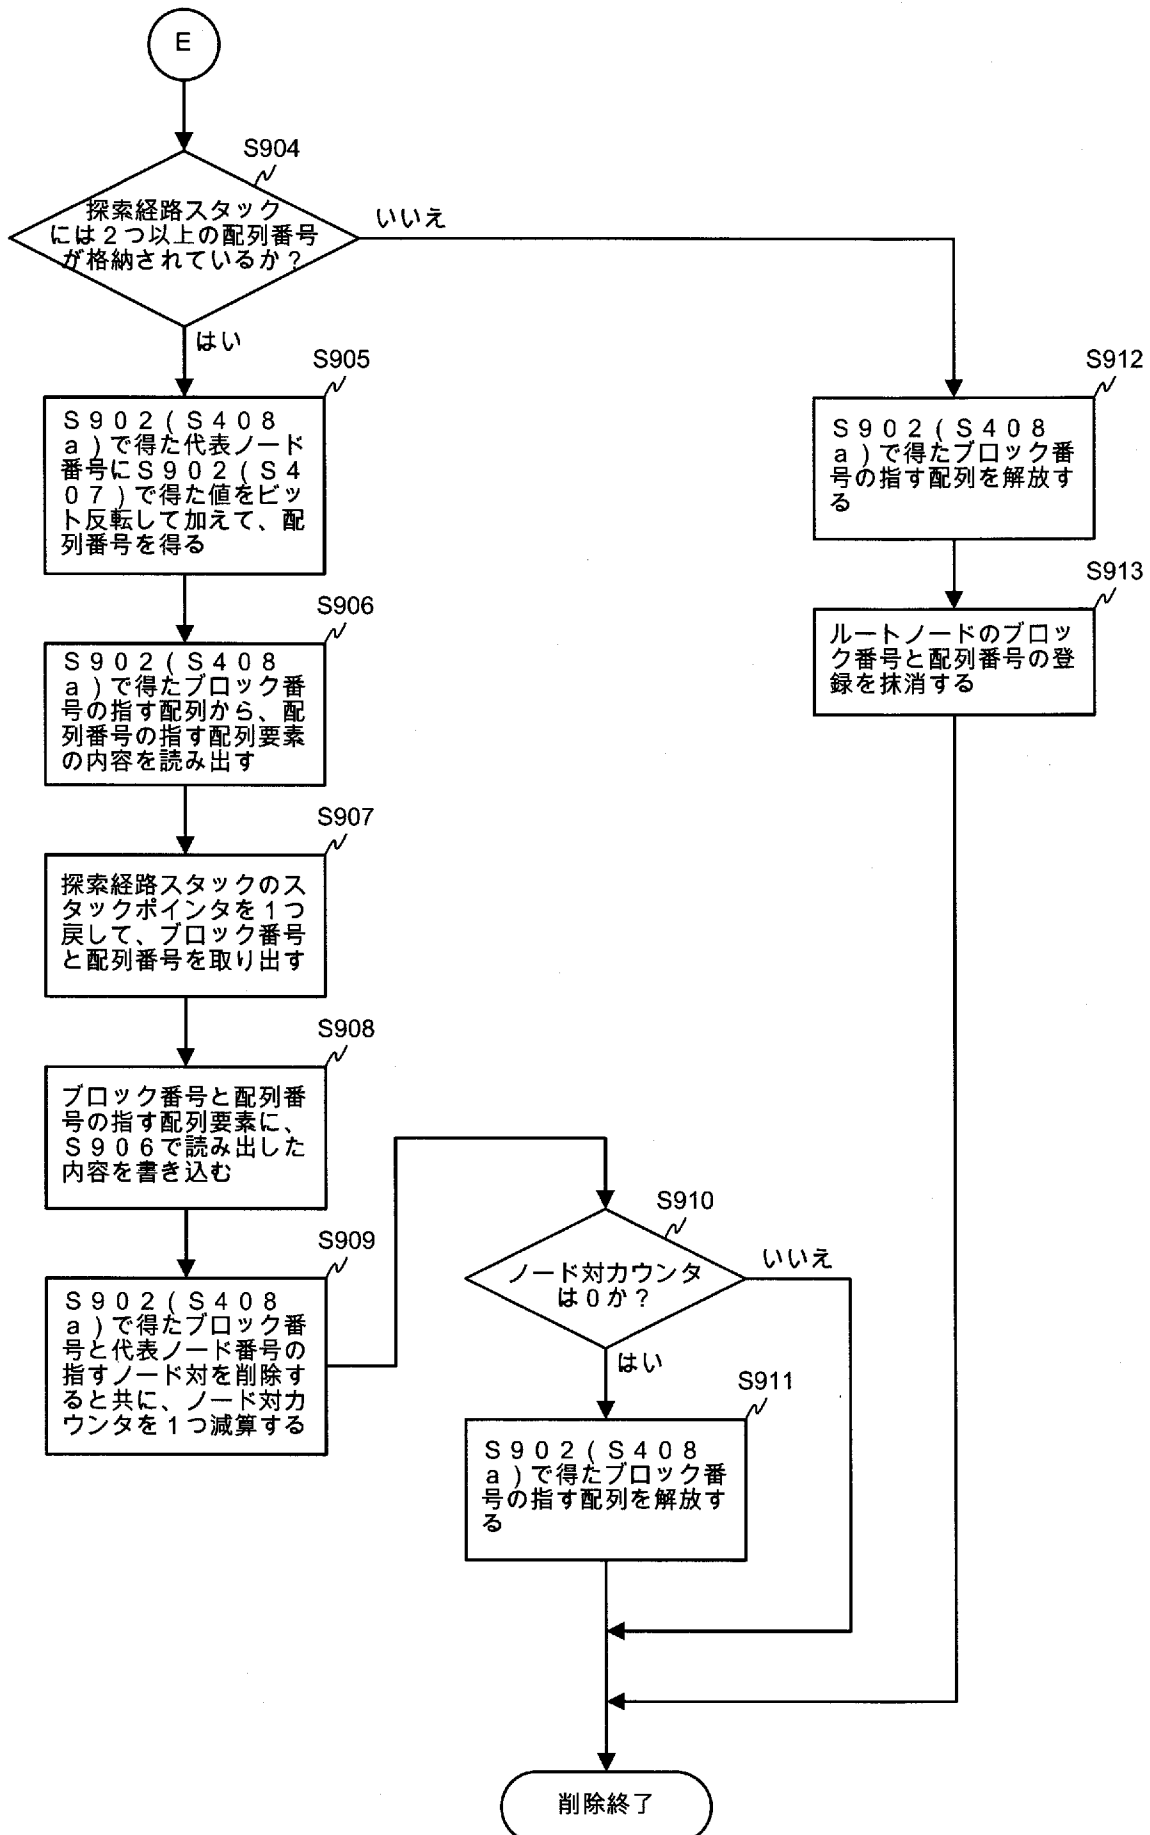 E
S904
探索経路スタック
には２つ以上の配列番号
が格納されているか？
いいえ
はい
S905
Ｓ９０２（Ｓ４０８
ａ）で得た代表ノード
番号にＳ９０２（Ｓ４
０７）で得た値をビッ
ト反転して加えて、配
列番号を得る
S906
Ｓ９０２（Ｓ４０８
ａ）で得たブロック番
号の指す配列から、配
列番号の指す配列要素
の内容を読み出す
S907
探索経路スタックのス
タックポインタを１つ
戻して、ブロック番号
と配列番号を取り出す
S908
ブロック番号と配列番
号の指す配列要素に、
Ｓ９０６で読み出した
内容を書き込む
S909
Ｓ９０２（Ｓ４０８
ａ）で得たブロック番
号と代表ノード番号の
指すノード対を削除す
ると共に、ノード対カ
ウンタを１つ減算する
S910
ノード対カウンタ
は０か？
いいえ
はい
S911
Ｓ９０２（Ｓ４０８
ａ）で得たブロック番
号の指す配列を解放す
る
S912
Ｓ９０２（Ｓ４０８
ａ）で得たブロック番
号の指す配列を解放す
る
S913
ルートノードのブロッ
ク番号と配列番号の登
録を抹消する
削除終了